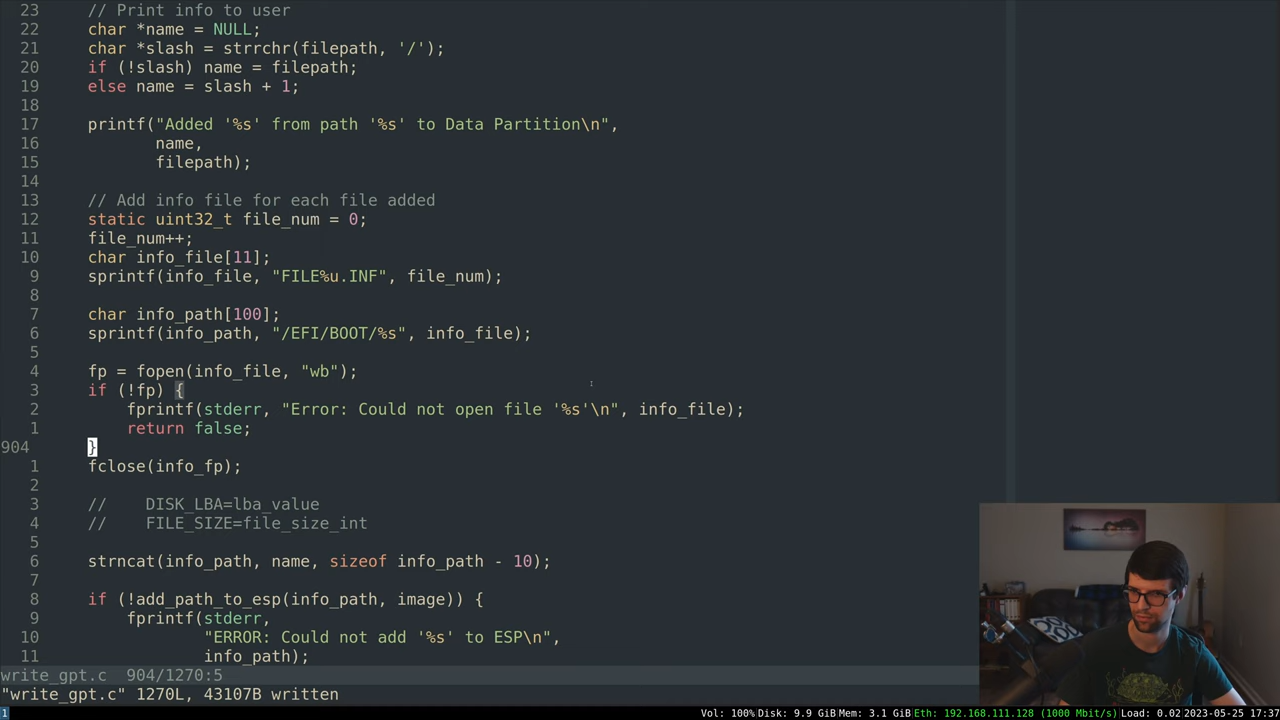 23     // Print info to user
22     char *name = NULL;
21     char *slash = strrchr(filepath, '/');
20     if (!slash) name = filepath;
19     else name = slash + 1;
18
17     printf("Added '%s' from path '%s' to Data Partition\n",
16            name,
15            filepath);
14
13     // Add info file for each file added
12     static uint32_t file_num = 0;
11     file_num++;
10     char info_file[11];
9     sprintf(info_file, "FILE%u.INF", file_num);
8
7     char info_path[100];
6     sprintf(info_path, "/EFI/BOOT/%s", info_file);
5
4     fp = fopen(info_file, "wb");
3     if (!fp) {
2         fprintf(stderr, "Error: Could not open file '%s'\n", info_file);
1         return false;
904     }
1     fclose(info_fp);
2
3     //    DISK_LBA=lba_value
4     //    FILE_SIZE=file_size_int
5
6     strncat(info_path, name, sizeof info_path - 10);
7
8     if (!add_path_to_esp(info_path, image)) {
9         fprintf(stderr,
10                 "ERROR: Could not add '%s' to ESP\n",
11                 info_path);
write_gpt.c  904/1270:5
"write_gpt.c" 1270L, 43107B written
1 Vol: 100% Disk: 9.9 GiB Mem: 3.1 GiB Eth: 192.168.111.128 (1000 Mbit/s) Load: 0.02 2023-05-25 17:37